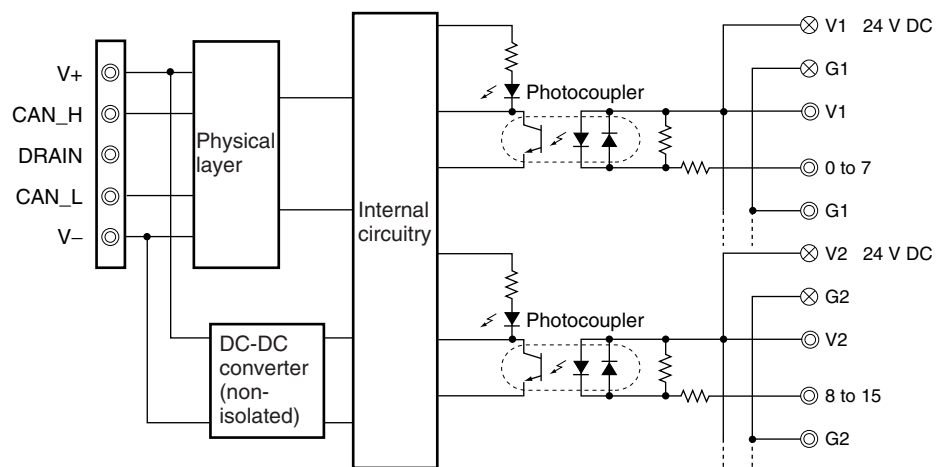 V+
CAN_H
DRAIN
CAN_L
V–
Physical
layer
DC-DC
converter
(non-
isolated)
Internal
circuitry
Photocoupler
V1 24 V DC
G1
V1
0 to 7
G1
Photocoupler
V2 24 V DC
G2
V2
8 to 15
G2